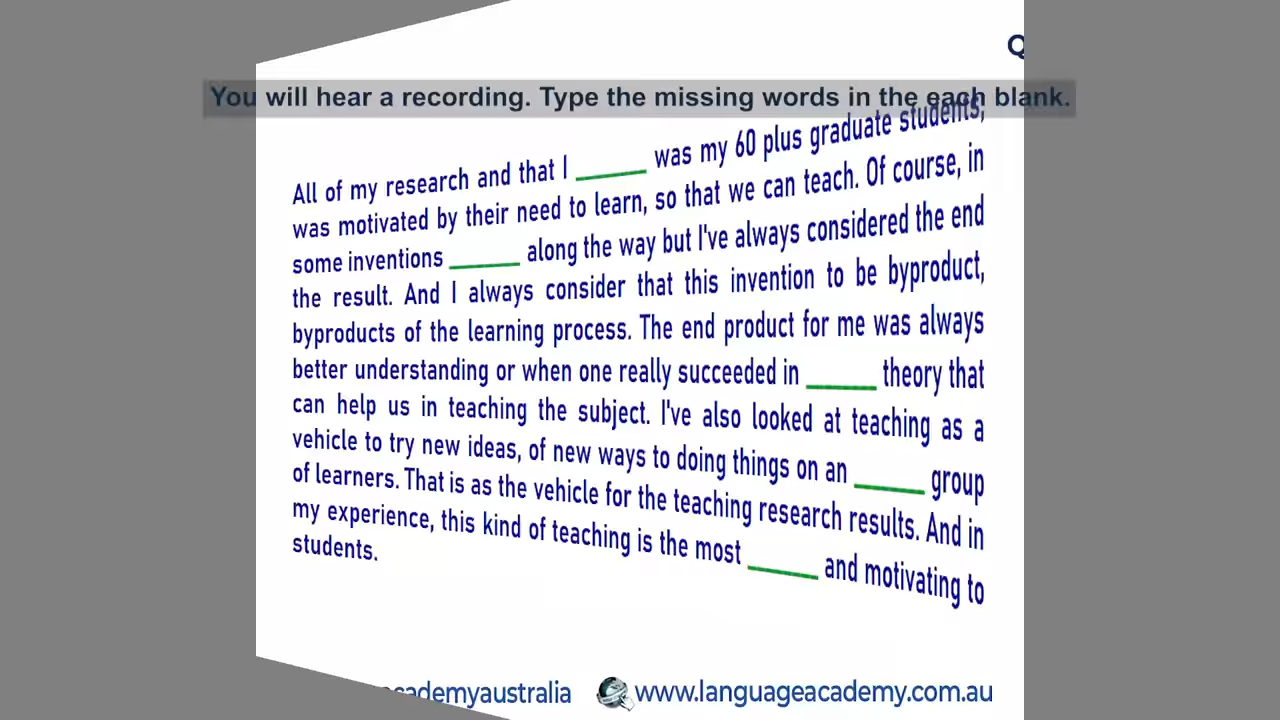 Q
You will hear a recording. Type the missing words in the each blank.
All of my research and that I ______ was my 60 plus graduate students,
was motivated by their need to learn, so that we can teach. Of course, in
some inventions ______ along the way but I've always considered the end
the result. And I always consider that this invention to be byproduct,
byproducts of the learning process. The end product for me was always
better understanding or when one really succeeded in ______ theory that
can help us in teaching the subject. I've also looked at teaching as a
vehicle to try new ideas, of new ways to doing things on an ______ group
of learners. That is as the vehicle for the teaching research results. And in
my experience, this kind of teaching is the most ______ and motivating to
students.
academyaustralia www.languageacademy.com.au